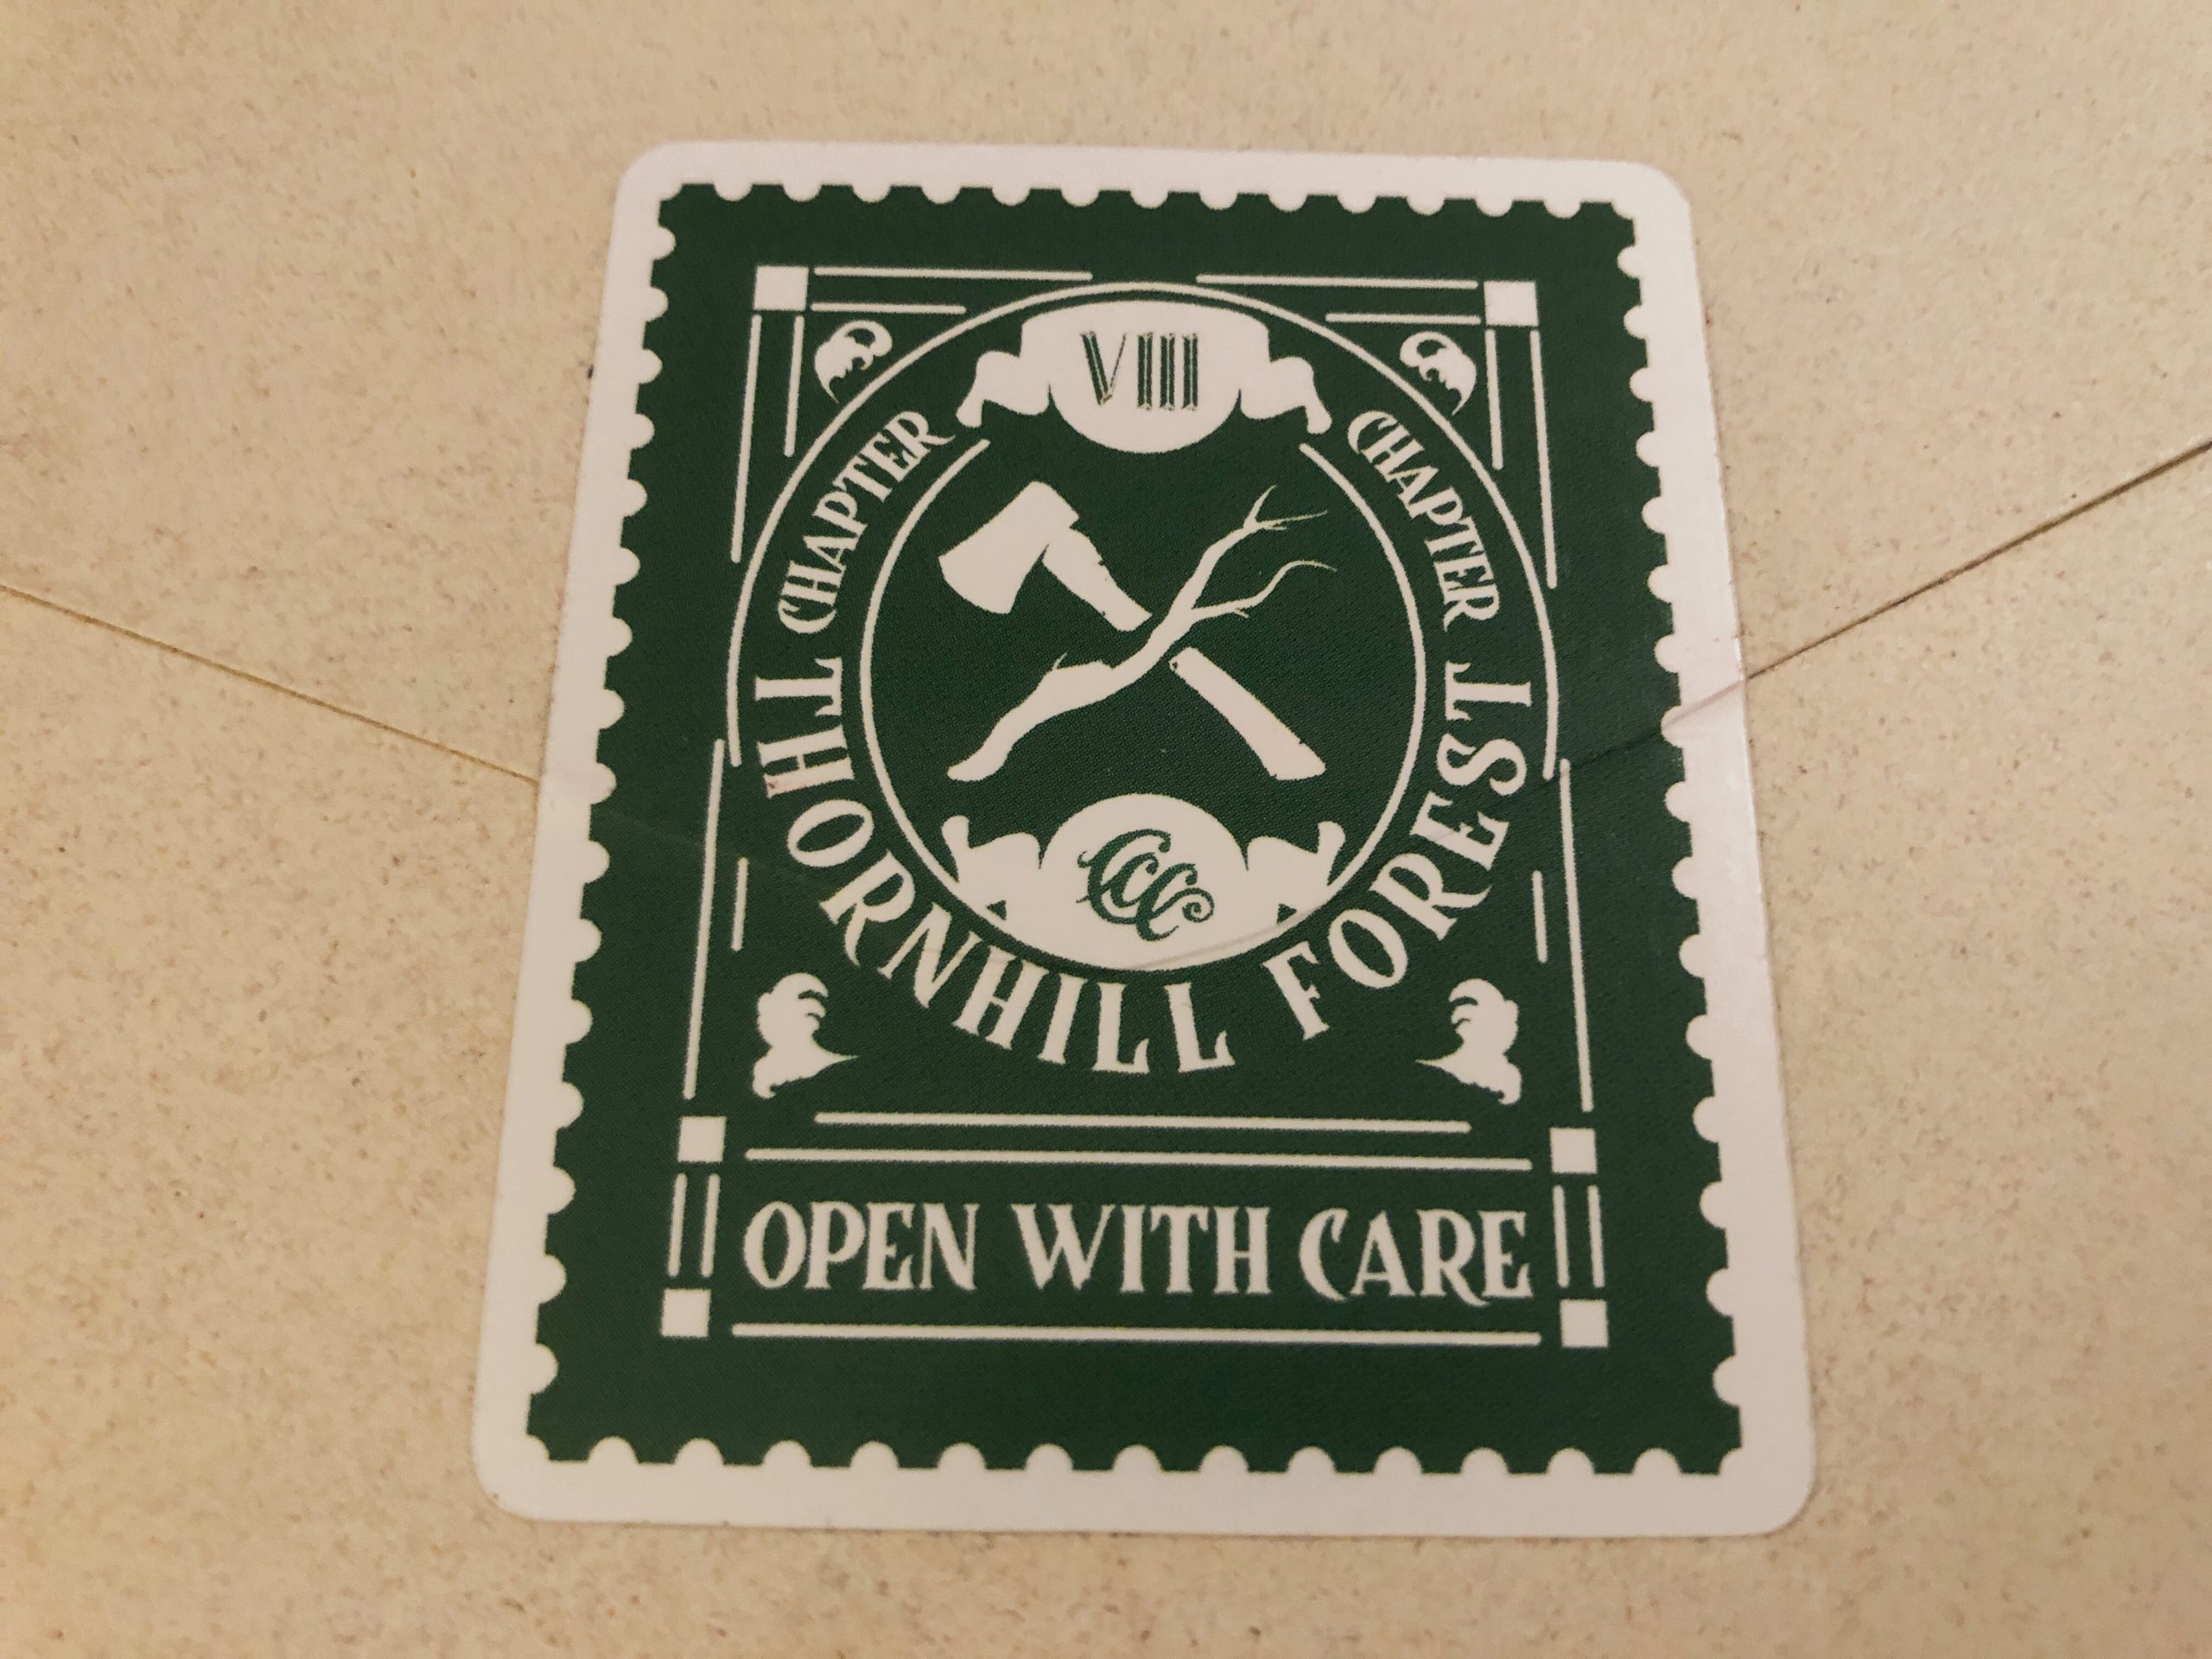 VIII
CHAPTER
CHAPTER
CCC
THORNHILL FOREST
OPEN WITH CARE